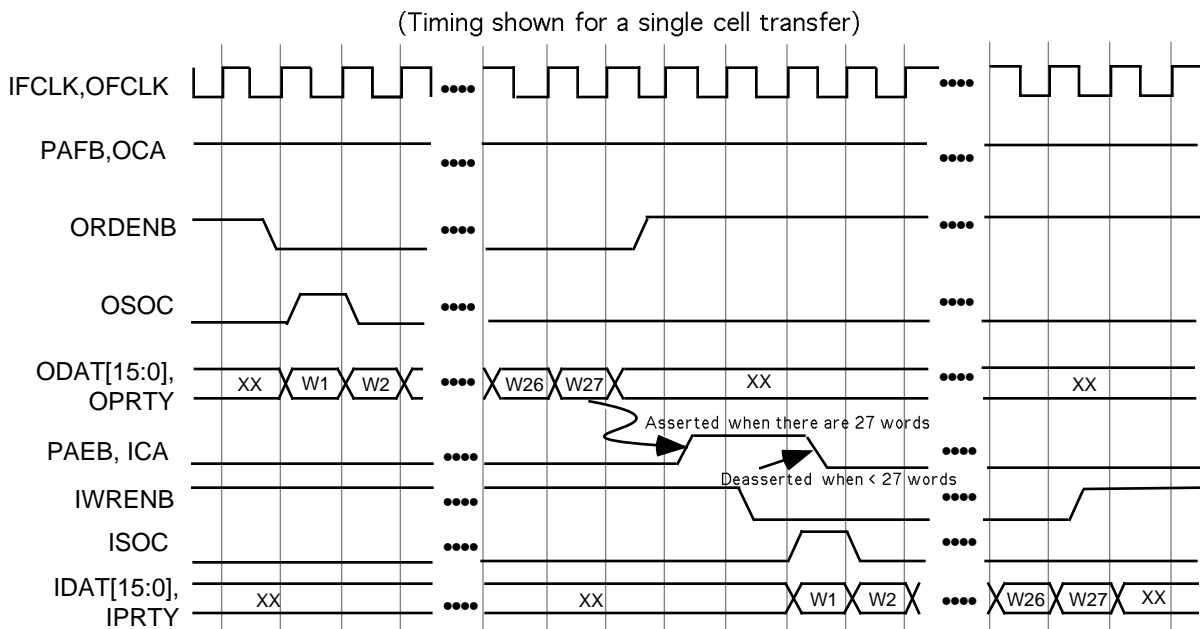 (Timing shown for a single cell transfer)
IFCLK,OFCLK
PAFB,OCA
ORDENB
OSOC
ODAT[15:0],
OPRTY
XX W1 W2 W26 W27 XX XX
Asserted when there are 27 words
PAEB, ICA
Deasserted when < 27 words
IWRENB
ISOC
IDAT[15:0],
IPRTY
XX XX W1 W2 W26 W27 XX